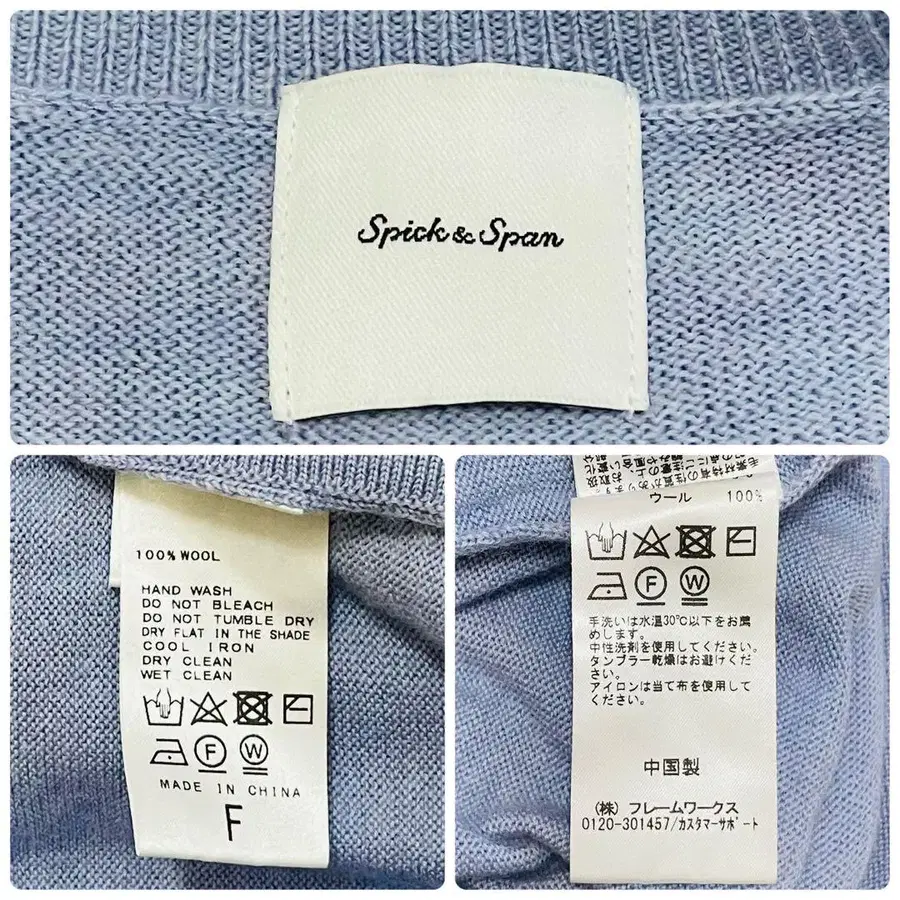 Spick & Span
100% WOOL
HAND WASH
DO NOT BLEACH
DO NOT TUMBLE DRY
DRY FLAT IN THE SHADE
COOL IRON
DRY CLEAN
WET CLEAN
F W
MADE IN CHINA
F
ウール 100%
F W
手洗いは水温30℃以下をお薦
めします。
中性洗剤を使用してください。
タンブラー乾燥はお避けくださ
い。
アイロンは当て布を使用して
ください。
中国製
(株) フレームワークス
0120-301457/カスタマーサポート